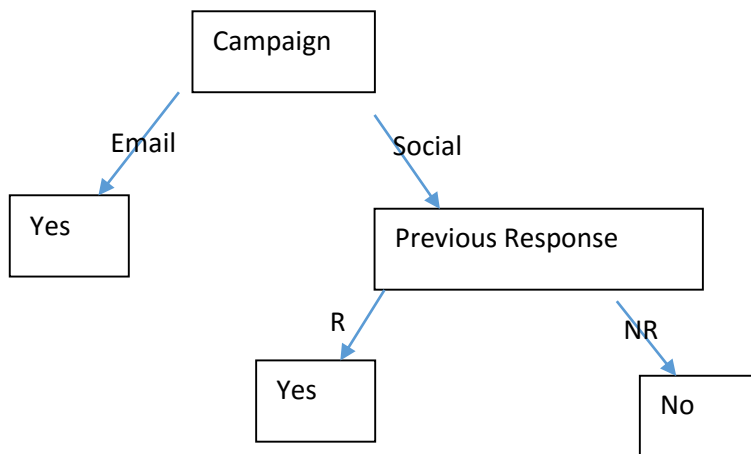 Campaign
Email
Social
Yes
Previous Response
R
NR
Yes
No